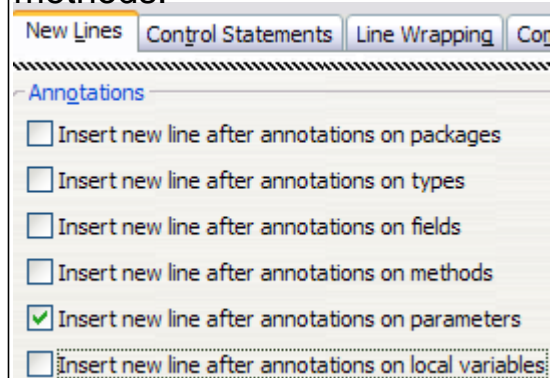 methods.
New Lines Control Statements Line Wrapping
Annotations
Insert new line after annotations on packages
Insert new line after annotations on types
Insert new line after annotations on fields
Insert new line after annotations on methods
Insert new line after annotations on parameters
Insert new line after annotations on local variables